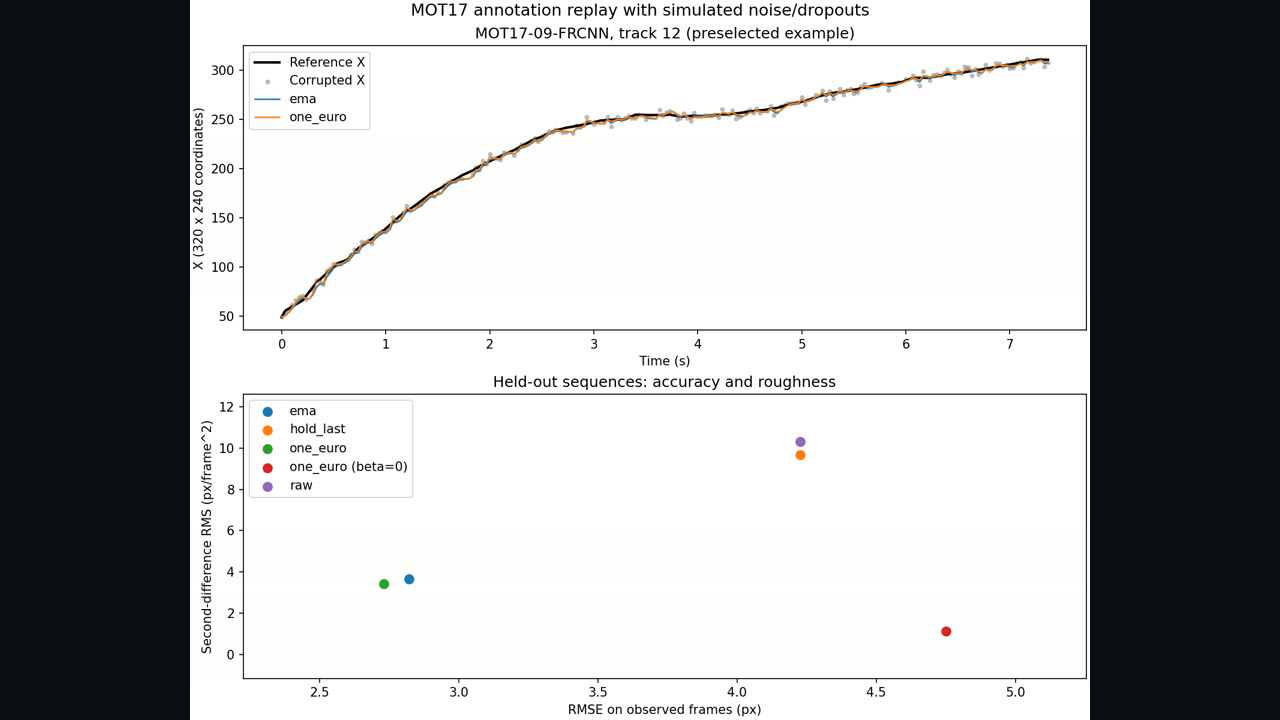 MOT17 annotation replay with simulated noise/dropouts
MOT17-09-FRCNN, track 12 (preselected example)
Reference X
Corrupted X
ema
one_euro
X (320 x 240 coordinates)
300
250
200
150
100
50
0 1 2 3 4 5 6 7
Time (s)
Held-out sequences: accuracy and roughness
ema
hold_last
one_euro
one_euro (beta=0)
raw
Second-difference RMS (px/frame^2)
12
10
8
6
4
2
0
2.5 3.0 3.5 4.0 4.5 5.0
RMSE on observed frames (px)